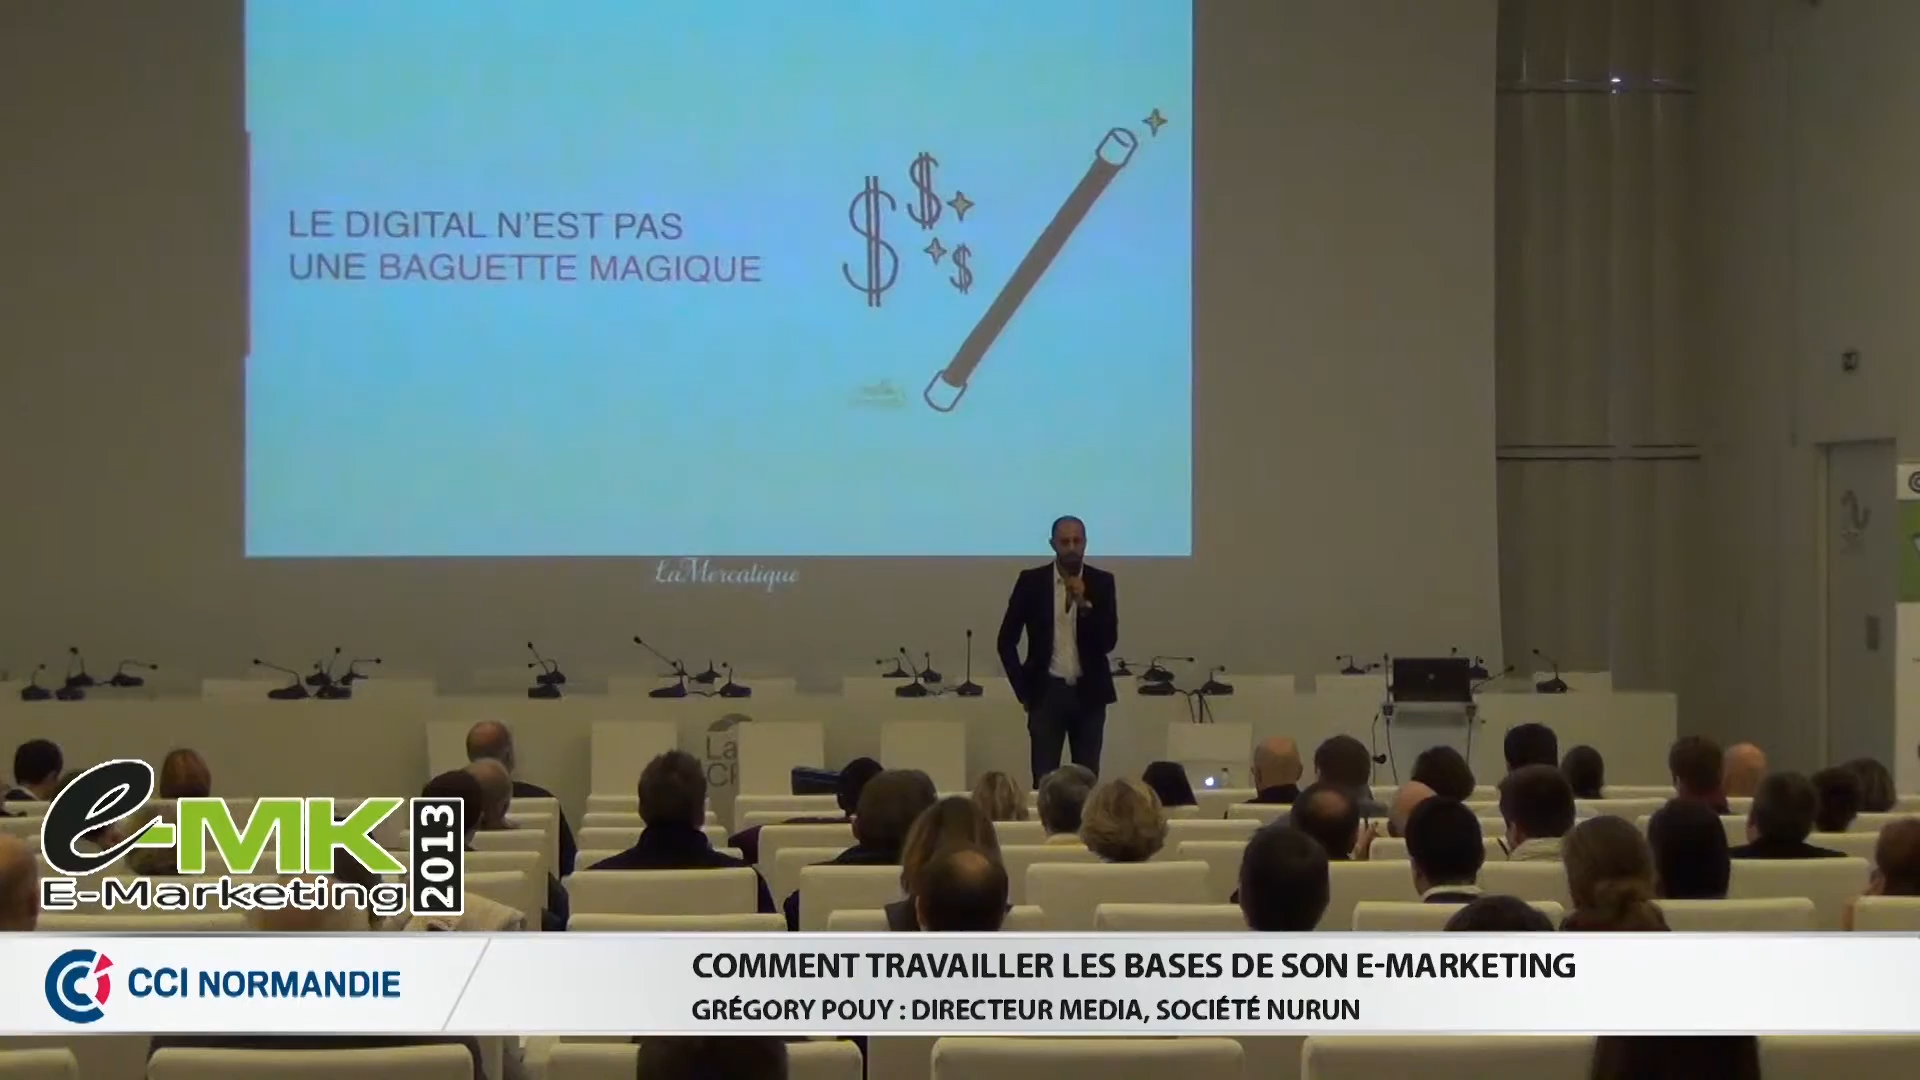 LE DIGITAL N'EST PAS
UNE BAGUETTE MAGIQUE
LaMercatique
e-MK
E-Marketing
2013
CCI NORMANDIE
COMMENT TRAVAILLER LES BASES DE SON E-MARKETING
GRÉGORY POUY : DIRECTEUR MEDIA, SOCIÉTÉ NURUN